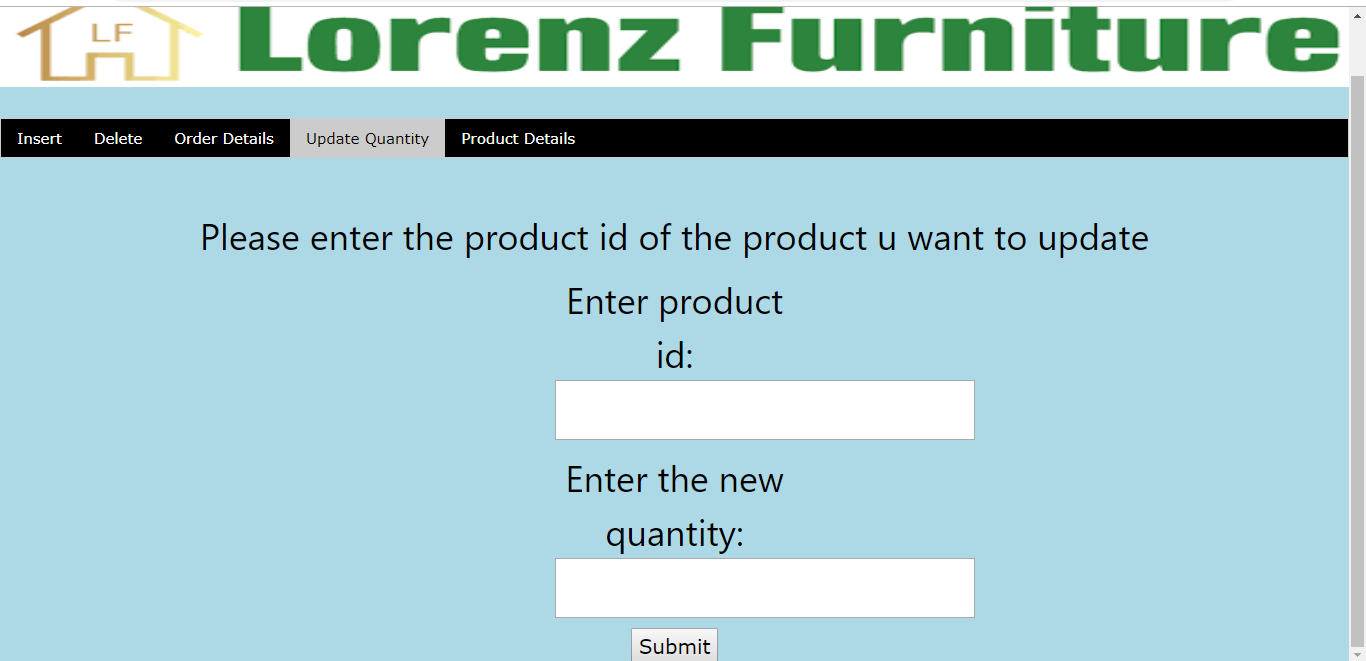 LF
Lorenz Furniture
Insert Delete Order Details Update Quantity Product Details
Please enter the product id of the product u want to update
Enter product
id:
Enter the new
quantity:
Submit